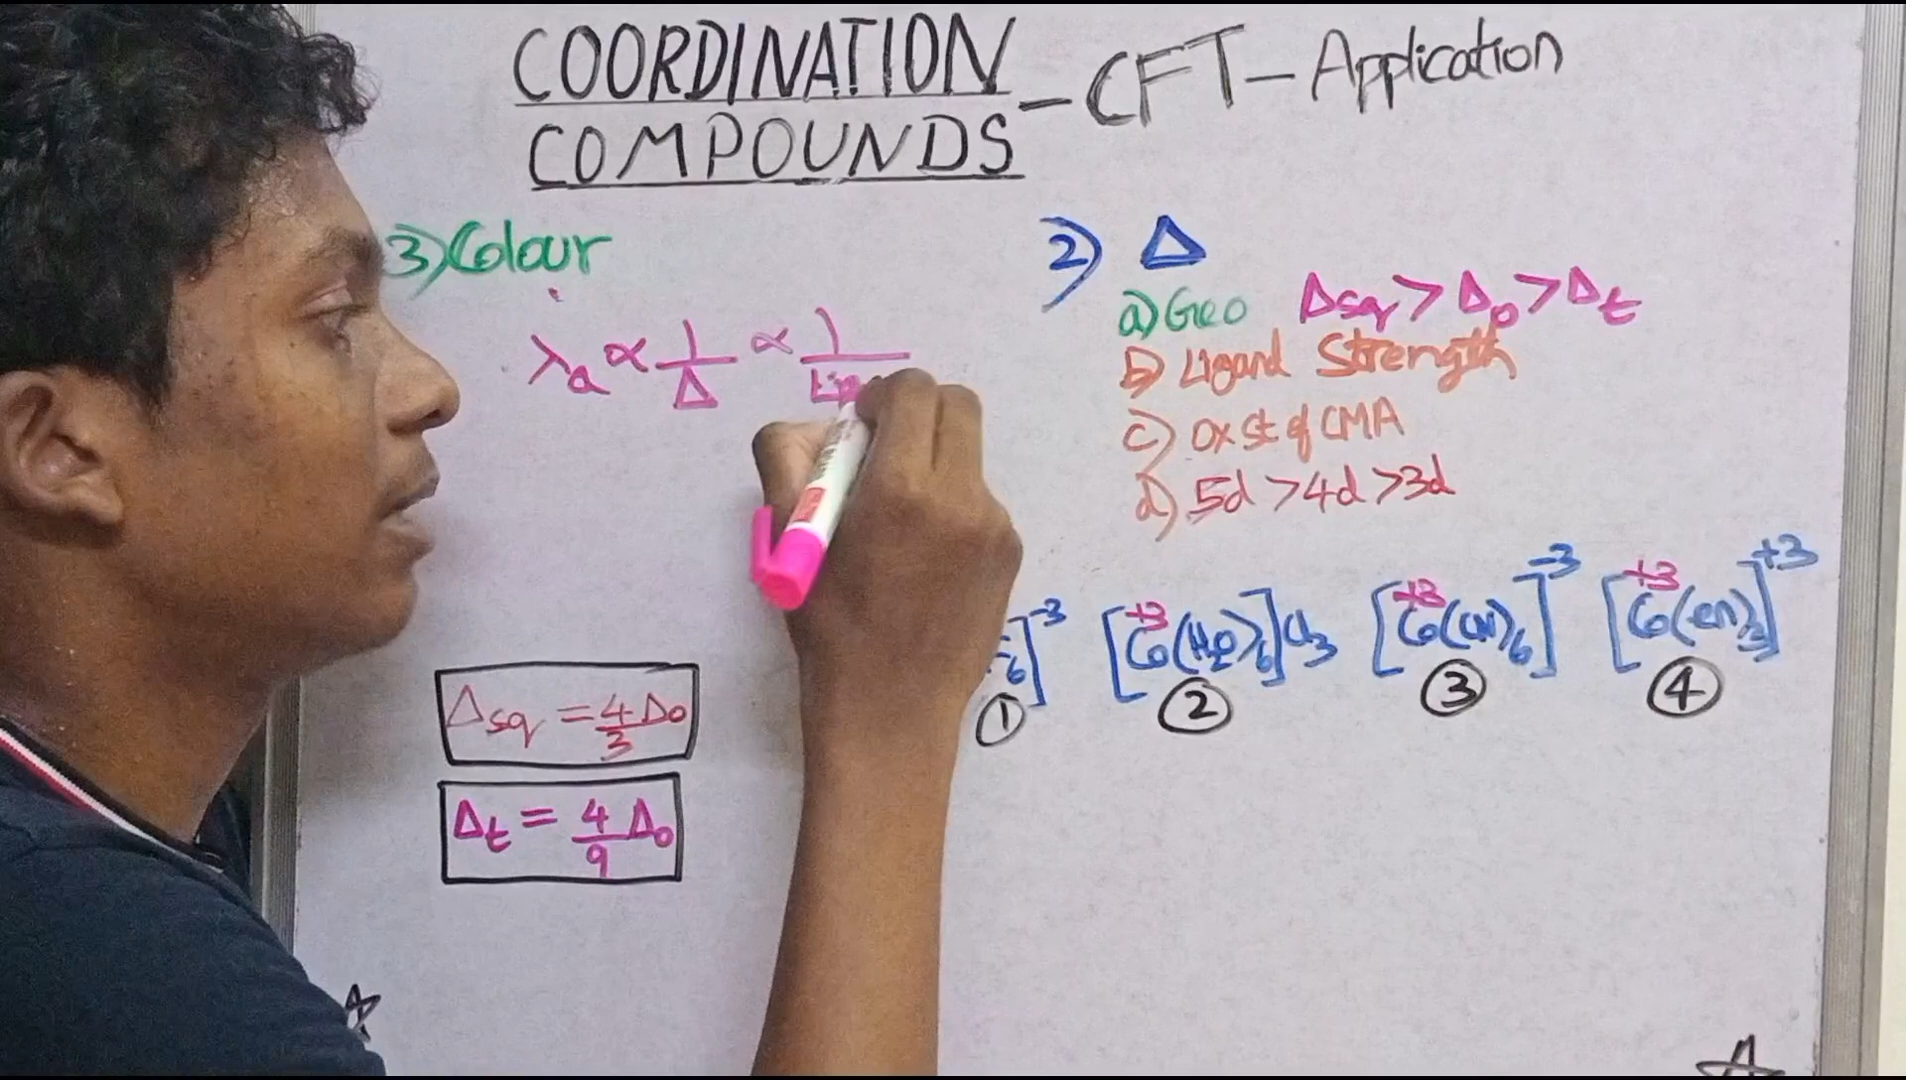 COORDINATION
COMPOUNDS - CFT - Application
3) Colour
λa ∝ 1/Δ ∝ 1/
2) Δ
a) Geo Δsq > Δo > Δt
b) Ligand Strength
c) Ox st of CMA
d) 5d > 4d > 3d
6]-3 [Co(H2O)6]Cl3 [Co(CN)6]-3 [Co(en)3]+3
+3 +3 +3
1 2 3 4
Δsq = 4/3 Δo
Δt = 4/9 Δo